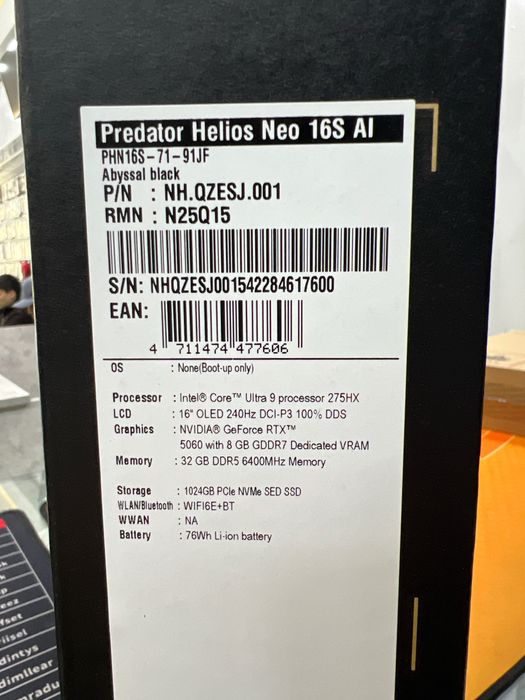 Predator Helios Neo 16S AI
PHN16S-71-91JF
Abyssal black
P/N : NH.QZESJ.001
RMN : N25Q15
S/N: NHQZESJ001542284617600
EAN:
4 711474 477606
OS : None(Boot-up only)
Processor : Intel® Core™ Ultra 9 processor 275HX
LCD : 16" OLED 240Hz DCI-P3 100% DDS
Graphics : NVIDIA® GeForce RTX™
5060 with 8 GB GDDR7 Dedicated VRAM
Memory : 32 GB DDR5 6400MHz Memory
Storage : 1024GB PCIe NVMe SED SSD
WLAN/Bluetooth : WIFI6E+BT
WWAN : NA
Battery : 76Wh Li-ion battery